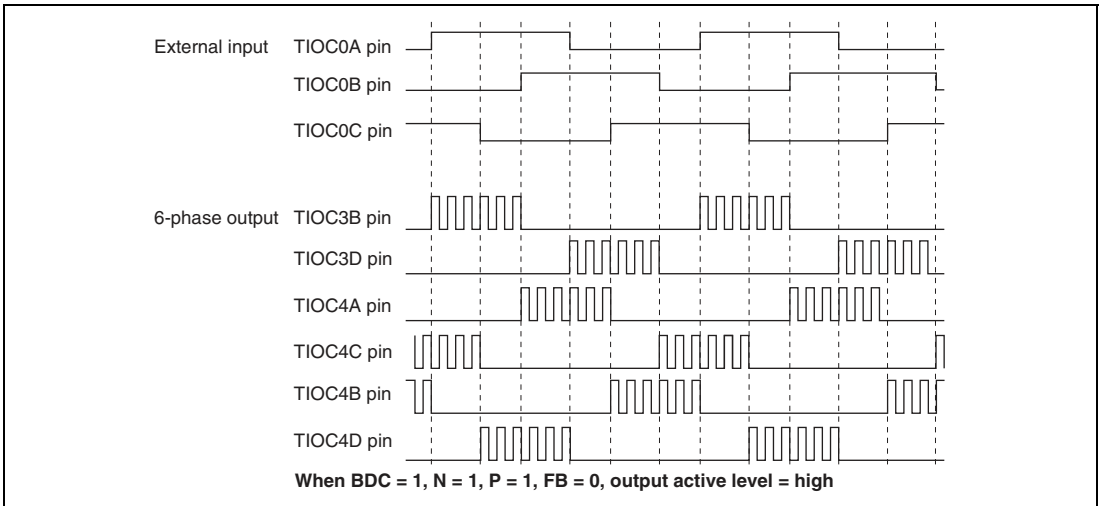 External input TIOC0A pin
TIOC0B pin
TIOC0C pin
6-phase output TIOC3B pin
TIOC3D pin
TIOC4A pin
TIOC4C pin
TIOC4B pin
TIOC4D pin
When BDC = 1, N = 1, P = 1, FB = 0, output active level = high